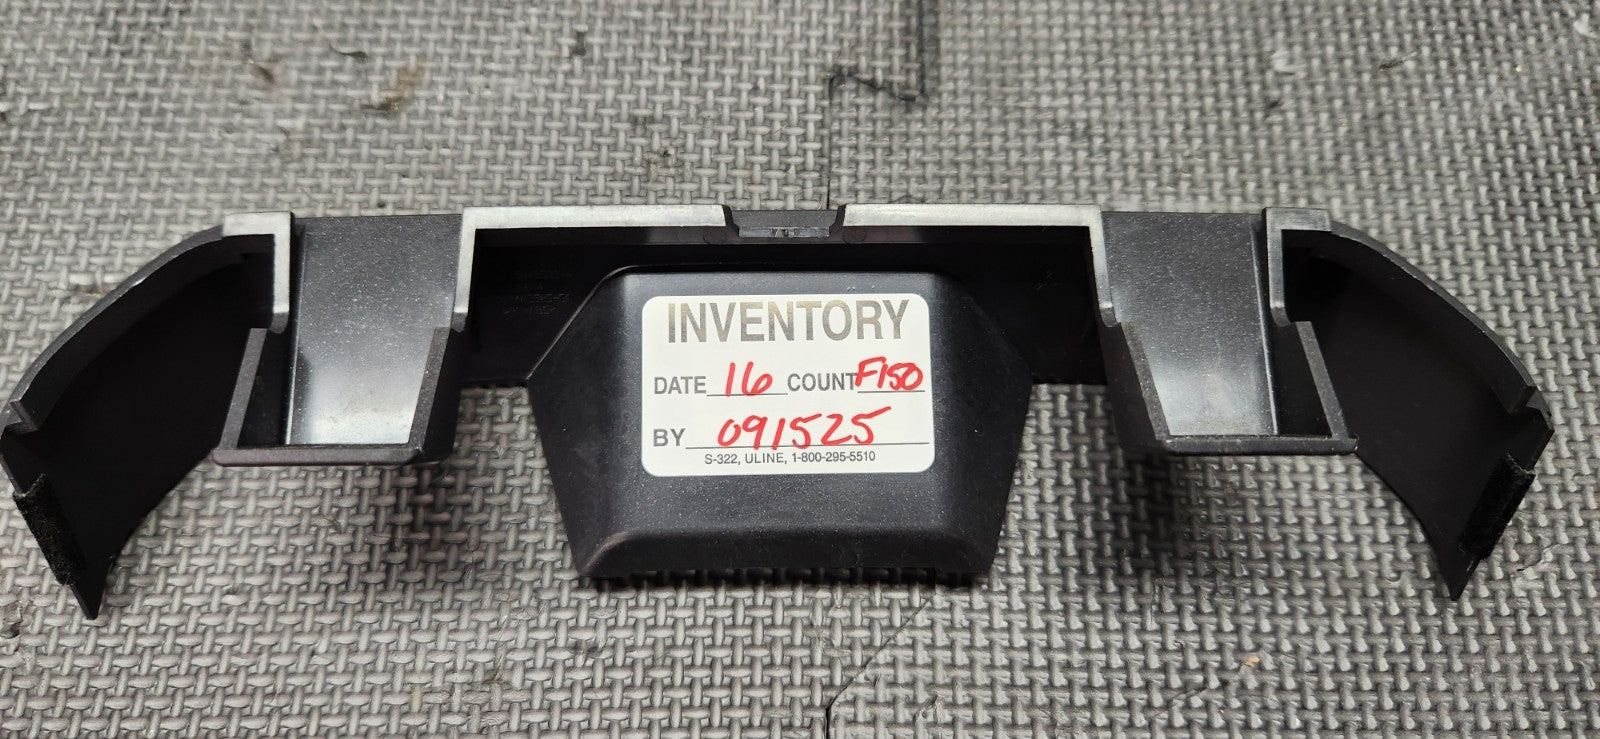 INVENTORY
DATE 16 COUNT F150
BY 091525
S-322, ULINE, 1-800-295-5510